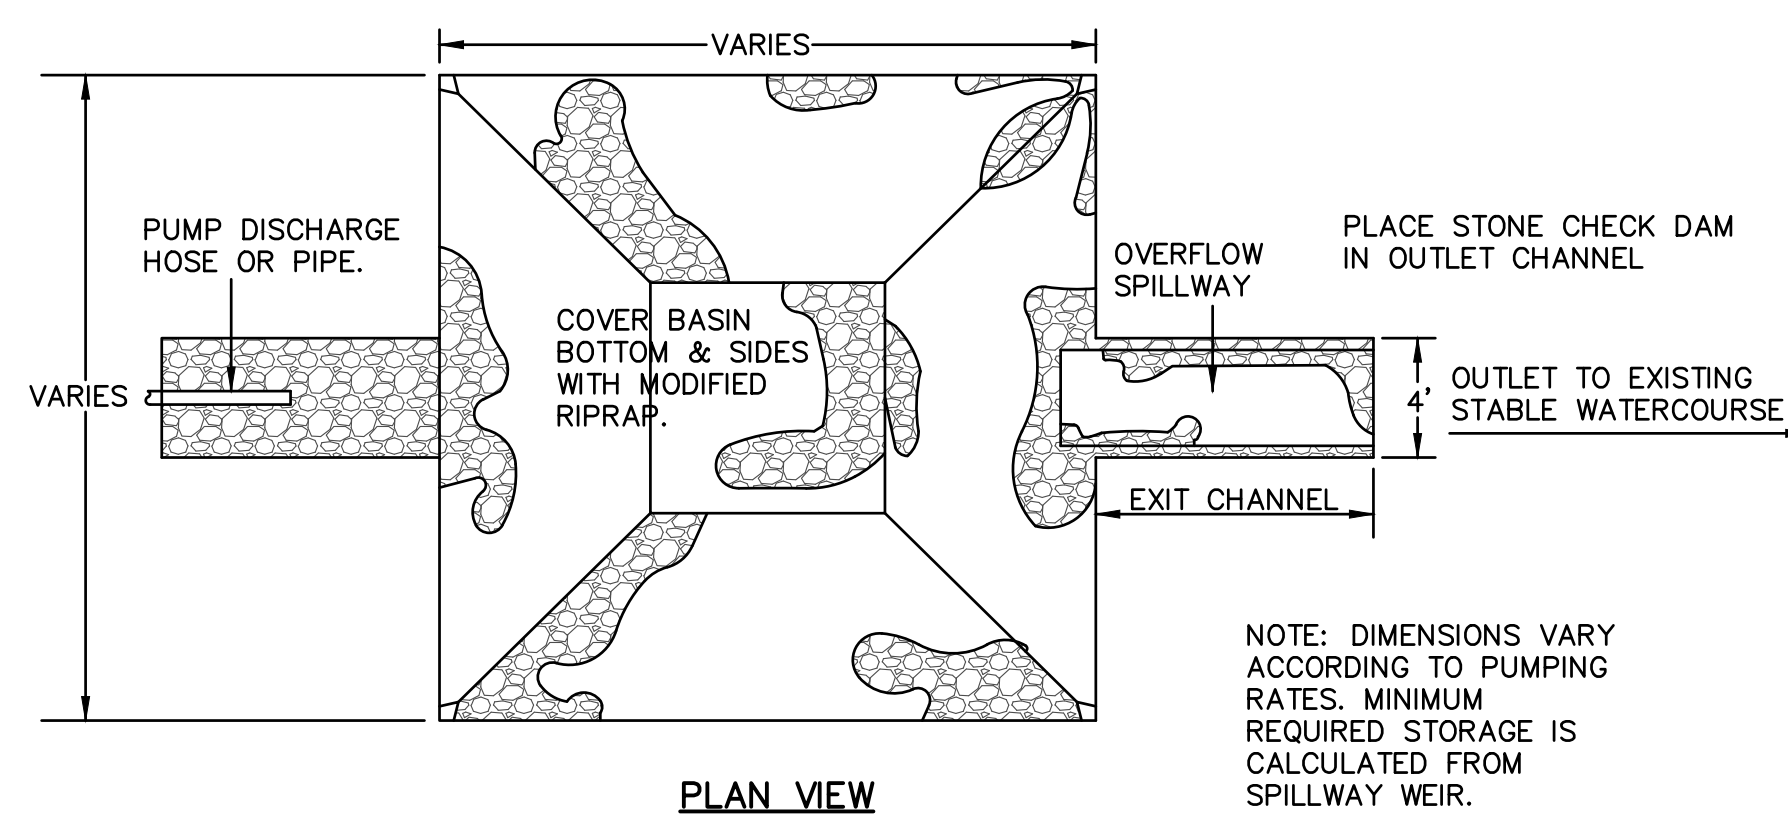 VARIES
PUMP DISCHARGE
HOSE OR PIPE.
VARIES
COVER BASIN
BOTTOM & SIDES
WITH MODIFIED
RIPRAP.
OVERFLOW
SPILLWAY
PLACE STONE CHECK DAM
IN OUTLET CHANNEL
4'
OUTLET TO EXISTING
STABLE WATERCOURSE
EXIT CHANNEL
NOTE: DIMENSIONS VARY
ACCORDING TO PUMPING
RATES. MINIMUM
REQUIRED STORAGE IS
CALCULATED FROM
SPILLWAY WEIR.
PLAN VIEW